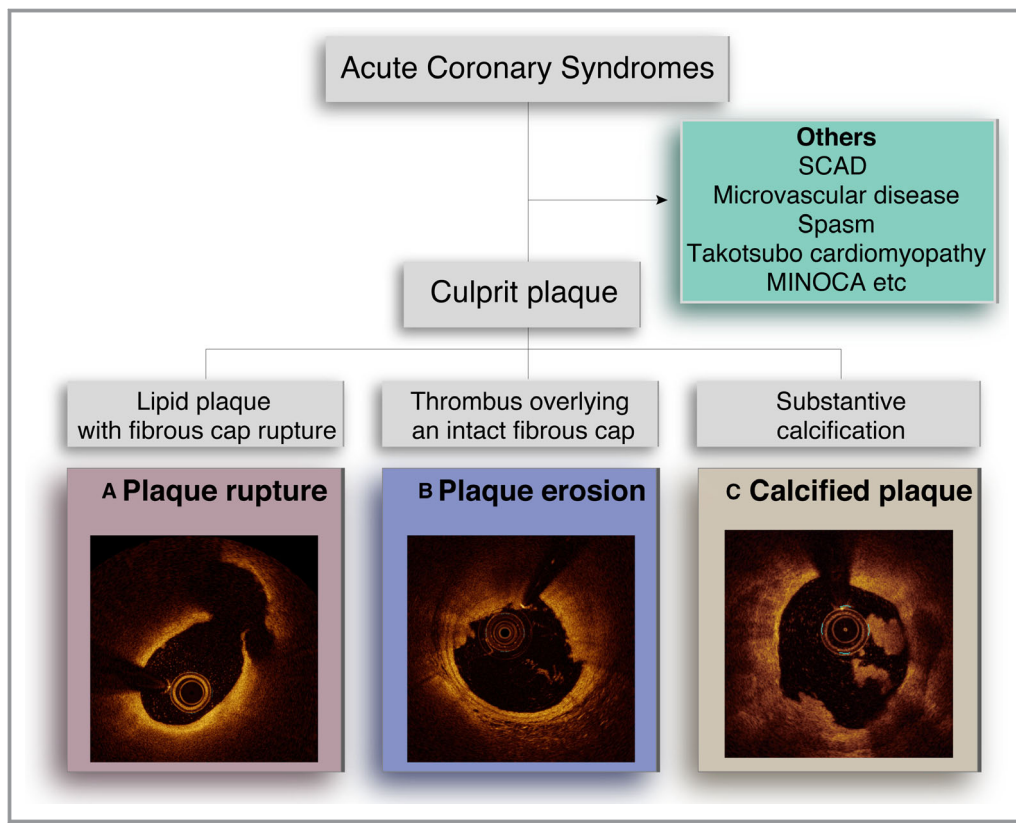 Acute Coronary Syndromes
Others
SCAD
Microvascular disease
Spasm
Takotsubo cardiomyopathy
MINOCA etc
Culprit plaque
Lipid plaque
with fibrous cap rupture
Thrombus overlying
an intact fibrous cap
Substantive
calcification
A Plaque rupture
B Plaque erosion
C Calcified plaque